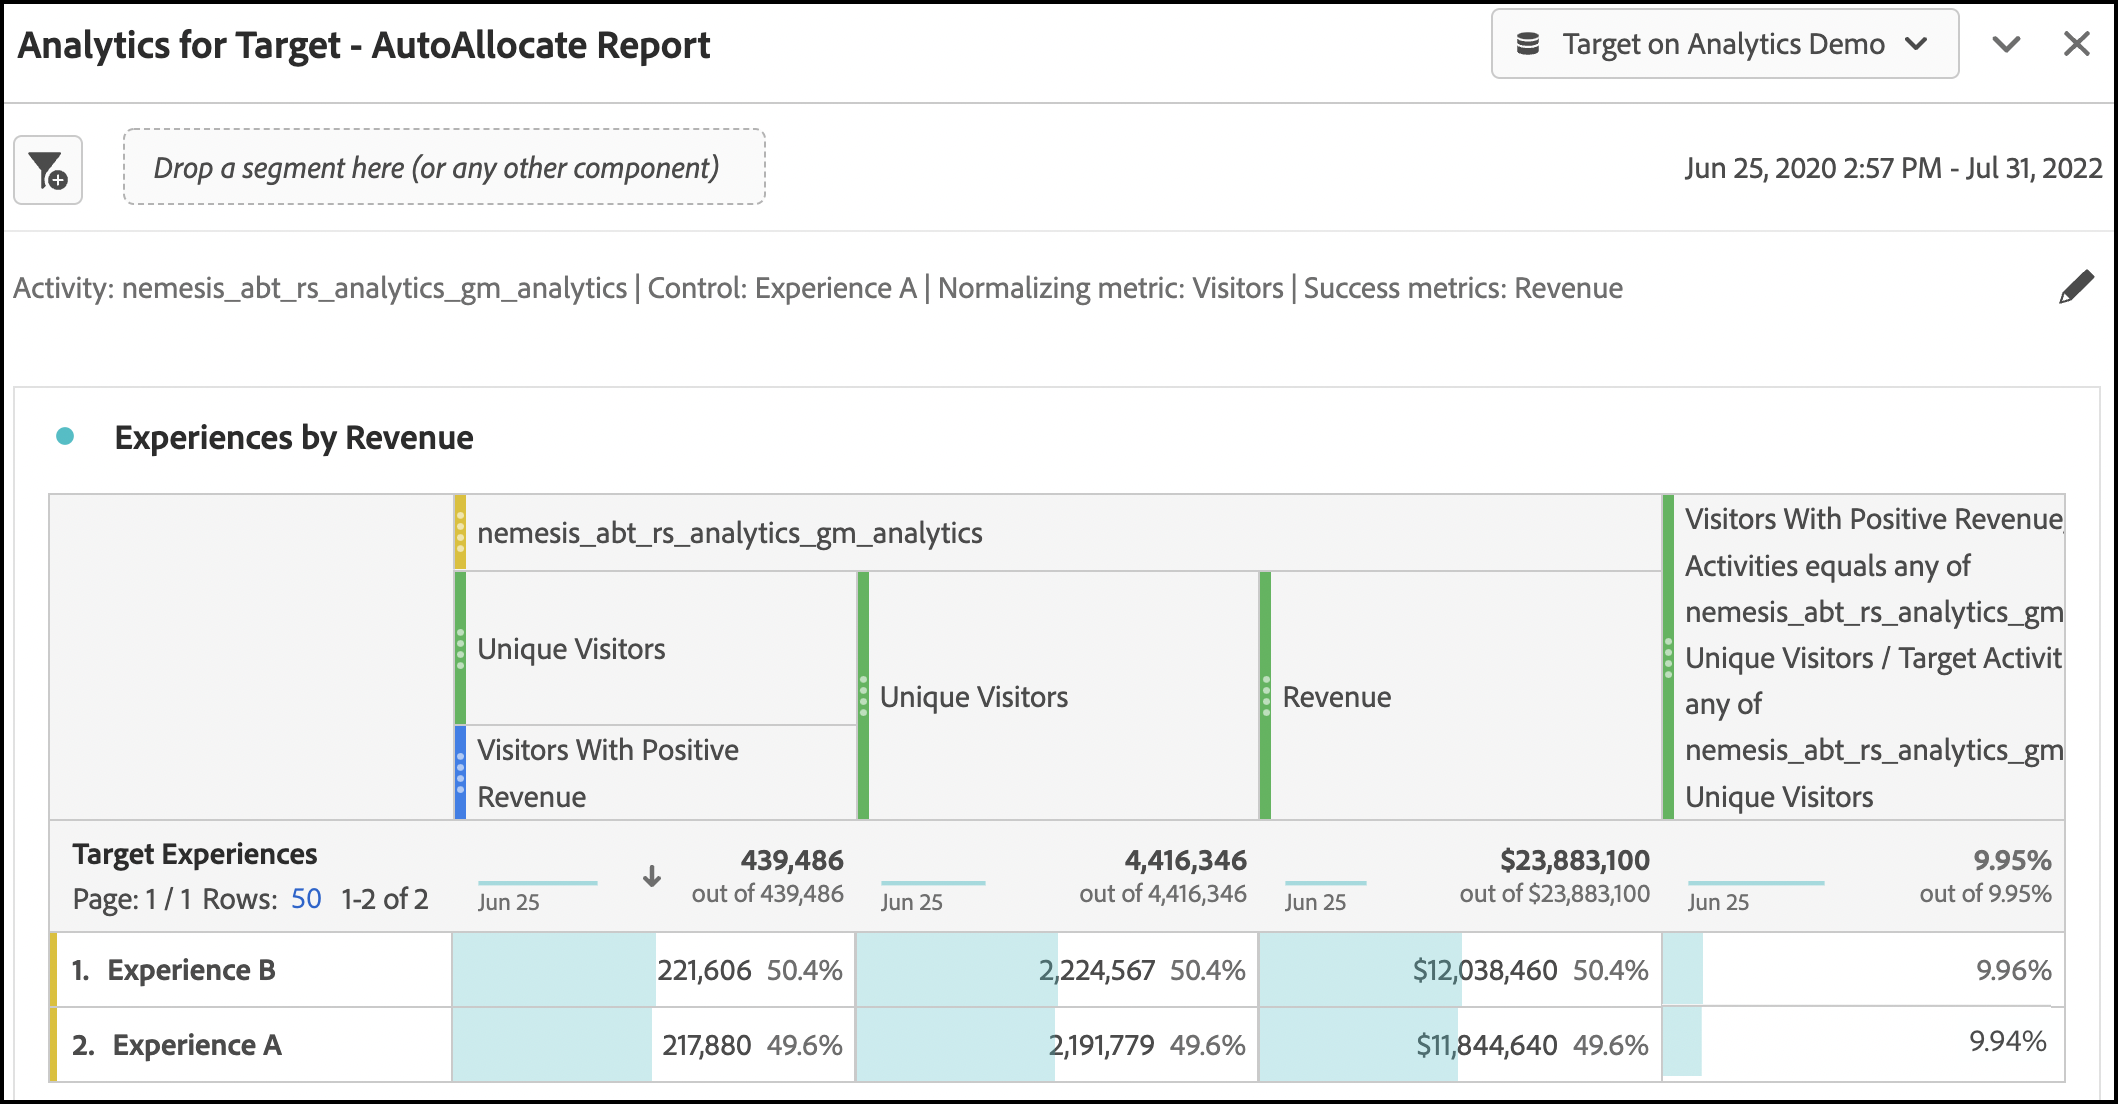 Analytics for Target - AutoAllocate Report
Target on Analytics Demo
Drop a segment here (or any other component)
Jun 25, 2020 2:57 PM - Jul 31, 2022
Activity: nemesis_abt_rs_analytics_gm_analytics | Control: Experience A | Normalizing metric: Visitors | Success metrics: Revenue
Experiences by Revenue
nemesis_abt_rs_analytics_gm_analytics
Unique Visitors
Visitors With Positive
Revenue
Unique Visitors
Revenue
Visitors With Positive Revenue,
Activities equals any of
nemesis_abt_rs_analytics_gm
Unique Visitors / Target Activit
any of
nemesis_abt_rs_analytics_gm
Unique Visitors
Target Experiences
Page: 1 / 1 Rows: 50 1-2 of 2
Jun 25
439,486
out of 439,486
Jun 25
4,416,346
out of 4,416,346
Jun 25
$23,883,100
out of $23,883,100
Jun 25
9.95%
out of 9.95%
1. Experience B 221,606 50.4% 2,224,567 50.4% $12,038,460 50.4% 9.96%
2. Experience A 217,880 49.6% 2,191,779 49.6% $11,844,640 49.6% 9.94%